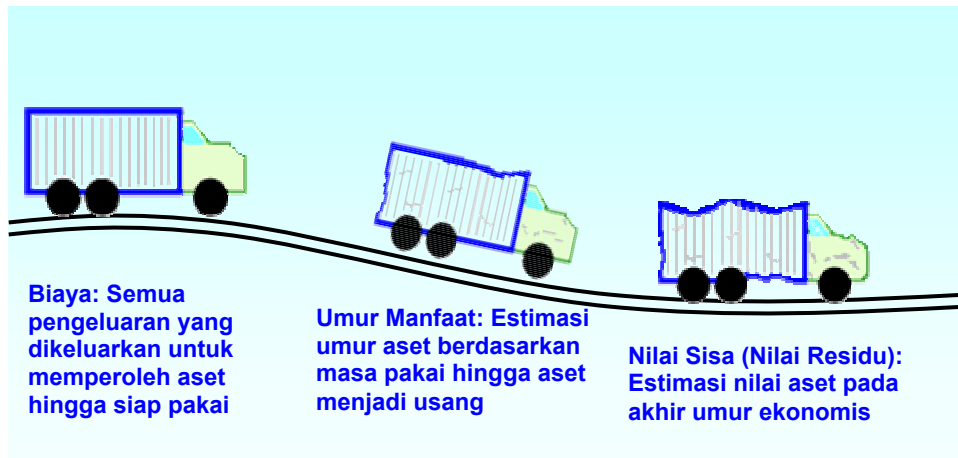 Biaya: Semua
pengeluaran yang
dikeluarkan untuk
memperoleh aset
hingga siap pakai
Umur Manfaat: Estimasi
umur aset berdasarkan
masa pakai hingga aset
menjadi usang
Nilai Sisa (Nilai Residu):
Estimasi nilai aset pada
akhir umur ekonomis